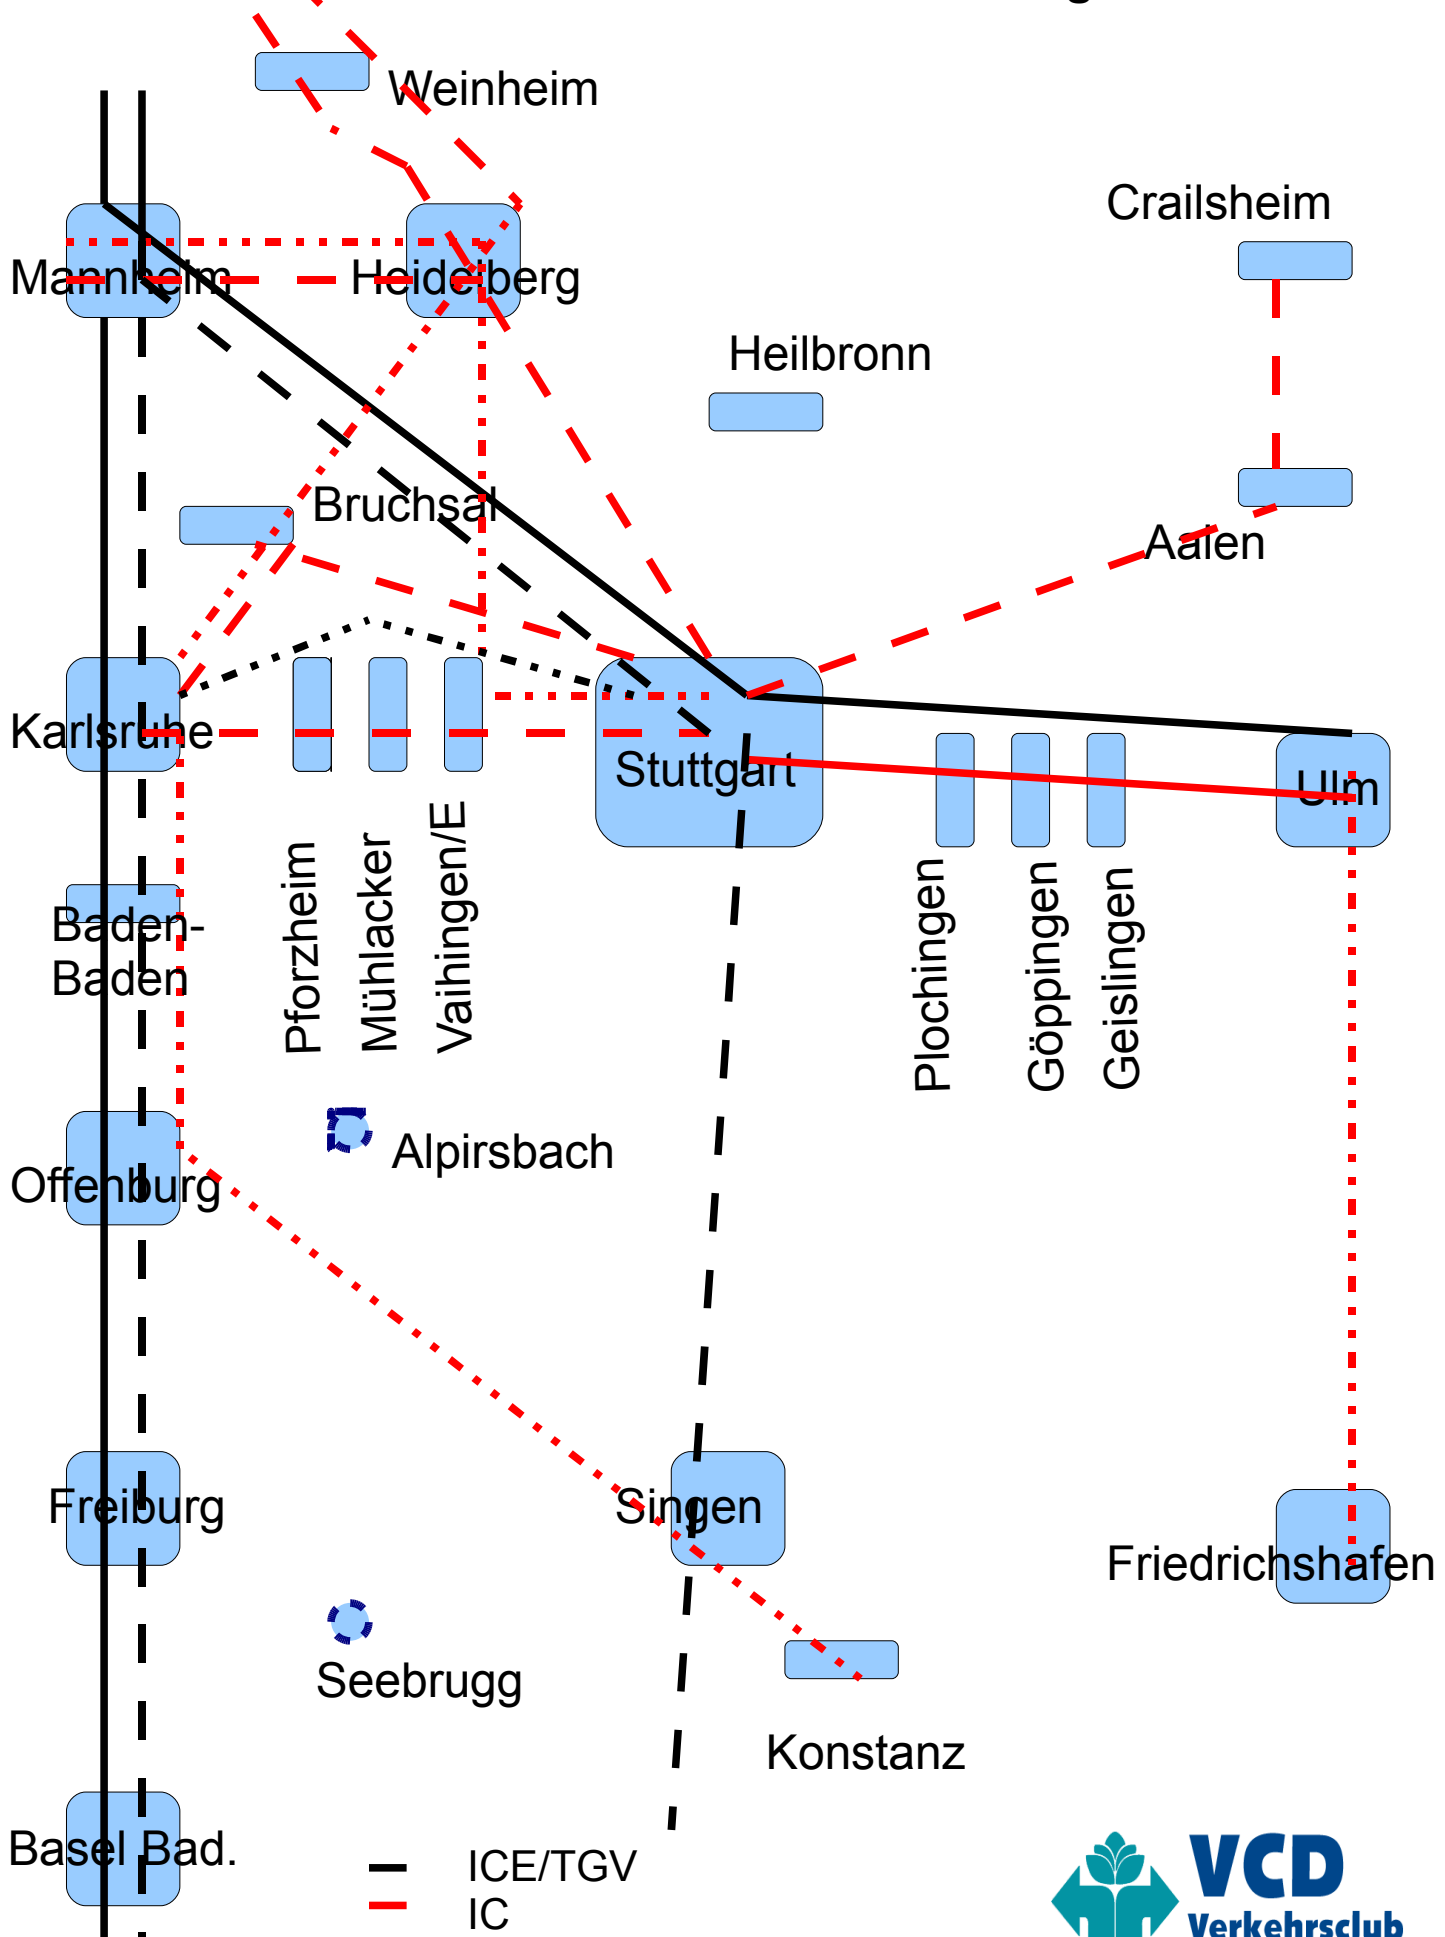 g
Weinheim
Crailsheim
Mannheim
Heidelberg
Heilbronn
Bruchsal
Aalen
Karlsruhe
Stuttgart
Ulm
Baden-
Baden
Pforzheim
Mühlacker
Vaihingen/E
Plochingen
Göppingen
Geislingen
Alpirsbach
Offenburg
Freiburg
Singen
Friedrichshafen
Seebrugg
Konstanz
Basel Bad.
ICE/TGV
IC
VCD
Verkehrsclub